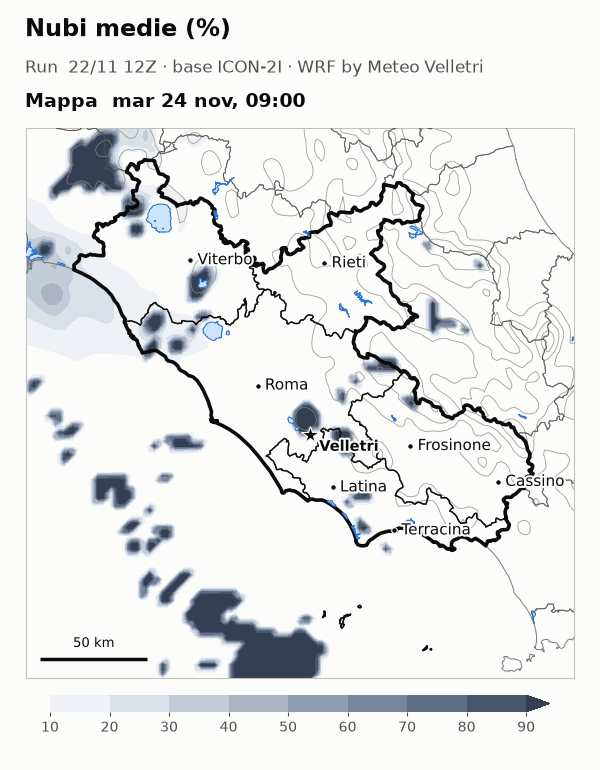 Nubi medie (%)
Run 22/11 12Z · base ICON-2I · WRF by Meteo Velletri
Mappa mar 24 nov, 09:00
Viterbo
Rieti
Roma
Velletri
Frosinone
Latina
Cassino
Terracina
50 km
10 20 30 40 50 60 70 80 90